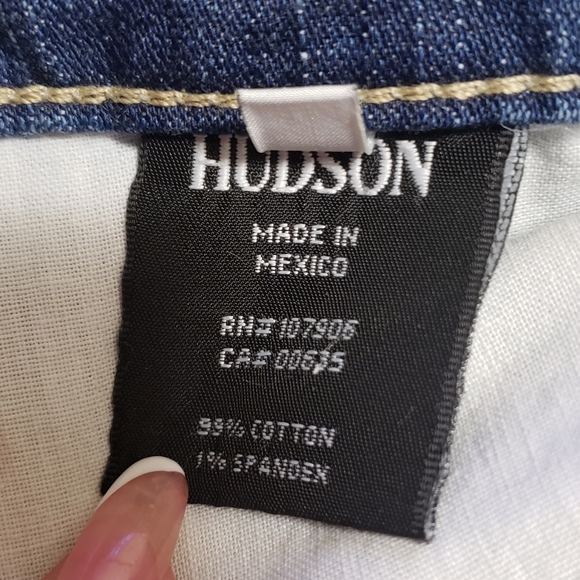 HUDSON
MADE IN
MEXICO
RN# 107906
CA#
99% COTTON
1% SPANDEX